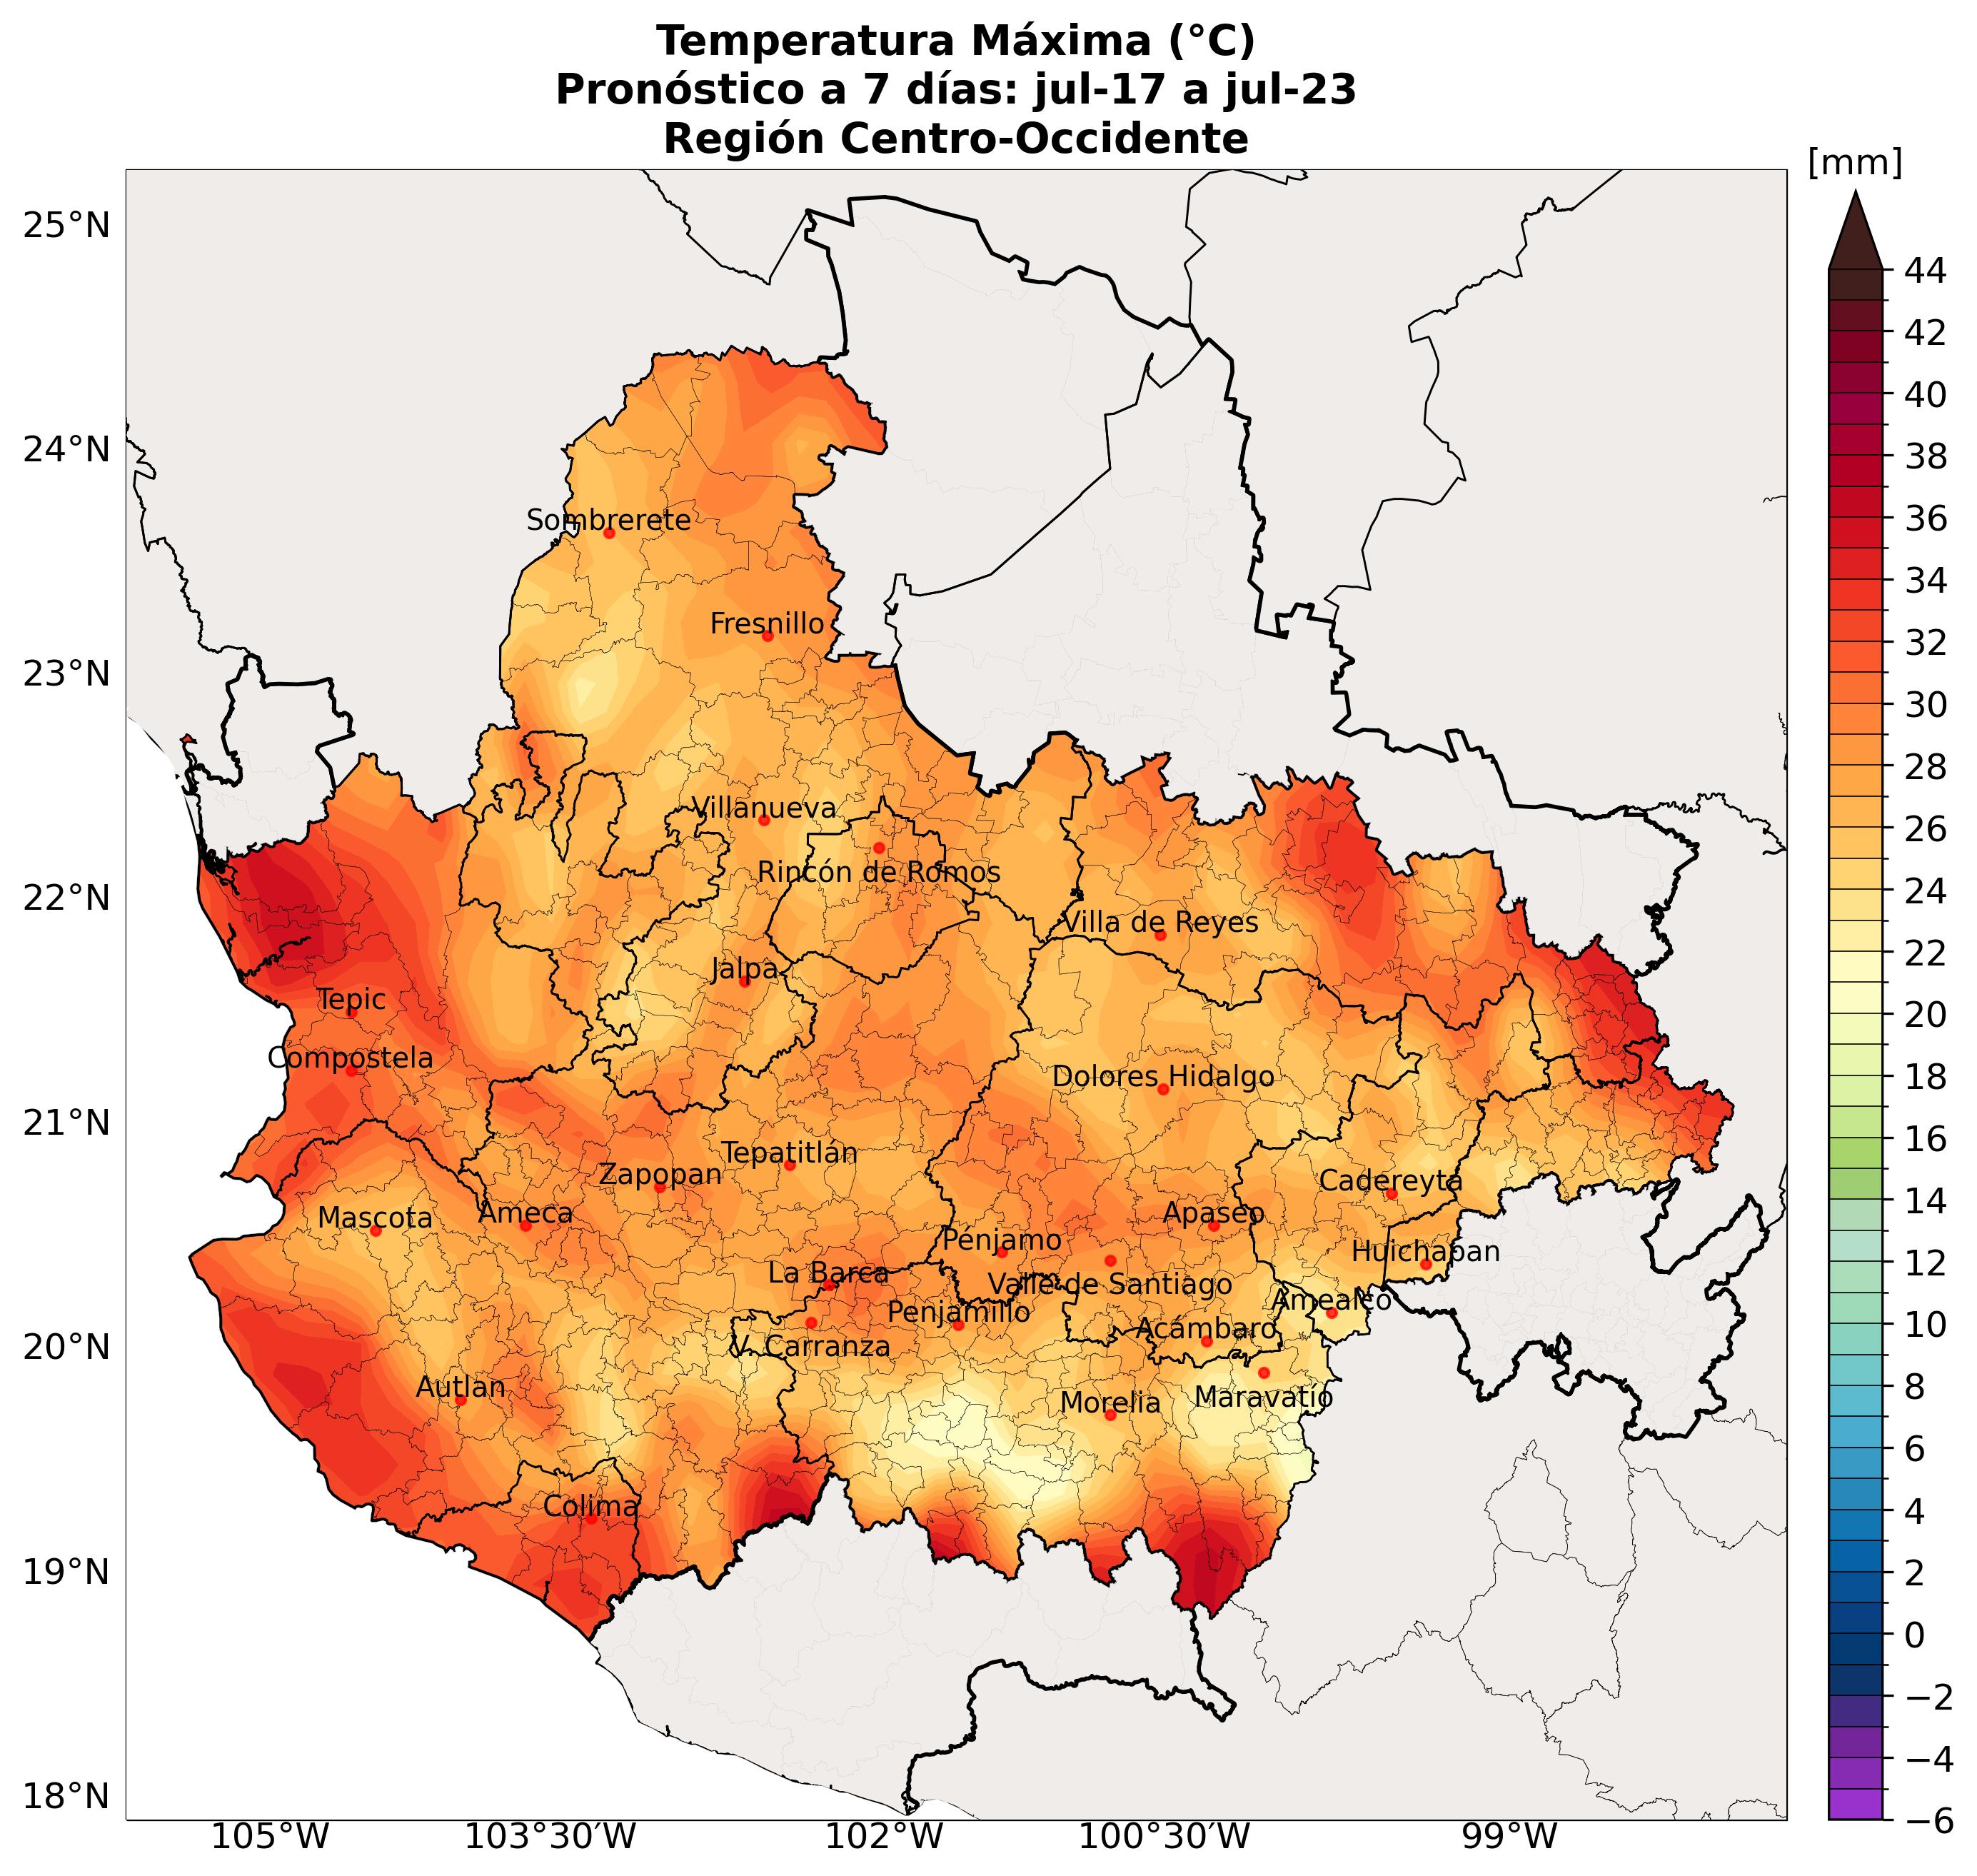 Temperatura Máxima (°C)
Pronóstico a 7 días: jul-17 a jul-23
Región Centro-Occidente
[mm]
25°N
24°N
23°N
22°N
21°N
20°N
19°N
18°N
Sombrerete
Fresnillo
Villanueva
Rincón de Romos
Villa de Reyes
Jalpa
Tepic
Compostela
Dolores Hidalgo
Tepatitlán
Zapopan
Cadereyta
Mascota
Ameca
Apaseo
Pénjamo
Huichapan
La Barca
Valle de Santiago
Penjamillo
Amealco
Acámbaro
V. Carranza
Autlan
Morelia
Maravatío
Colima
105°W
103°30′W
102°W
100°30′W
99°W
44
42
40
38
36
34
32
30
28
26
24
22
20
18
16
14
12
10
8
6
4
2
0
−2
−4
−6